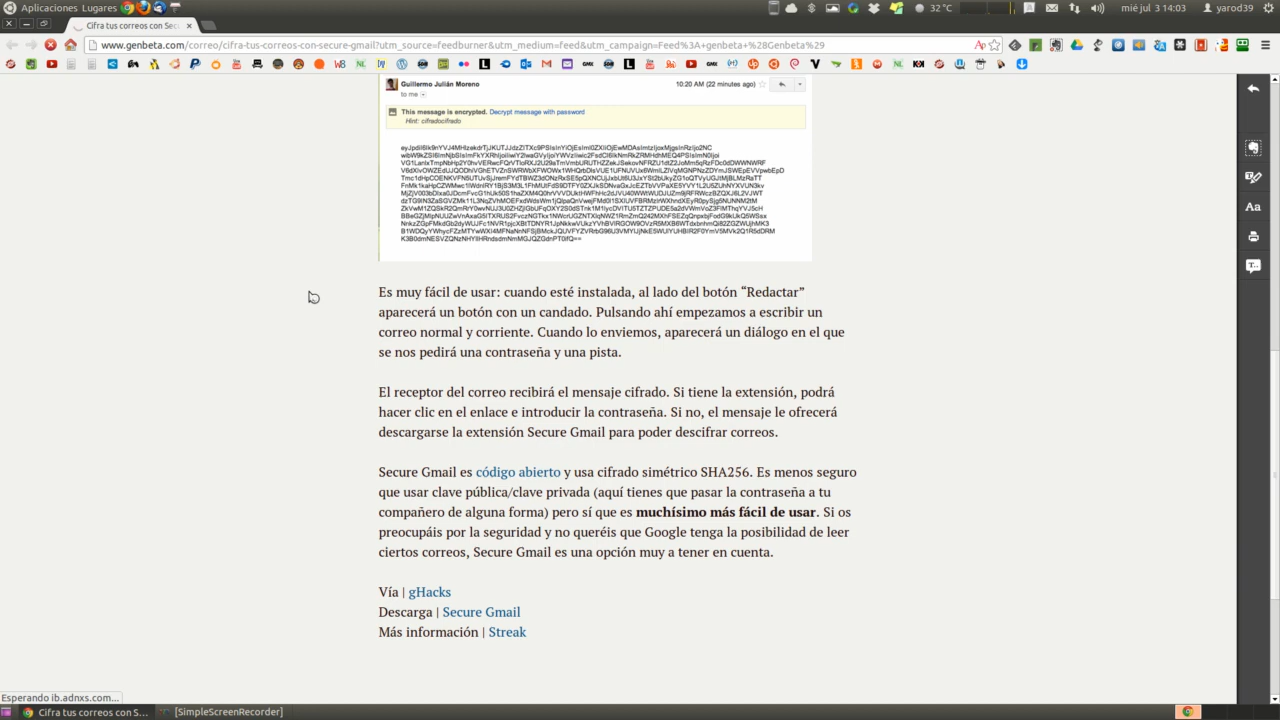 Aplicaciones Lugares
32°C
mié jul 3 14:03
yarod39
Cifra tus correos con Secu
www.genbeta.com/correo/cifra-tus-correos-con-secure-gmail?utm_source=feedburner&utm_medium=feed&utm_campaign=Feed%3A+genbeta+%28Genbeta%29
Guillermo Julián Moreno
10:20 AM (22 minutes ago)
to me
This message is encrypted. Decrypt message with password
Hint: cifradocifrado
Es muy fácil de usar: cuando esté instalada, al lado del botón “Redactar”
aparecerá un botón con un candado. Pulsando ahí empezamos a escribir un
correo normal y corriente. Cuando lo enviemos, aparecerá un diálogo en el que
se nos pedirá una contraseña y una pista.
El receptor del correo recibirá el mensaje cifrado. Si tiene la extensión, podrá
hacer clic en el enlace e introducir la contraseña. Si no, el mensaje le ofrecerá
descargarse la extensión Secure Gmail para poder descifrar correos.
Secure Gmail es código abierto y usa cifrado simétrico SHA256. Es menos seguro
que usar clave pública/clave privada (aquí tienes que pasar la contraseña a tu
compañero de alguna forma) pero sí que es muchísimo más fácil de usar. Si os
preocupáis por la seguridad y no queréis que Google tenga la posibilidad de leer
ciertos correos, Secure Gmail es una opción muy a tener en cuenta.
Vía | gHacks
Descarga | Secure Gmail
Más información | Streak
Aa
Esperando ib.adnxs.com...
Cifra tus correos con S...
[SimpleScreenRecorder]